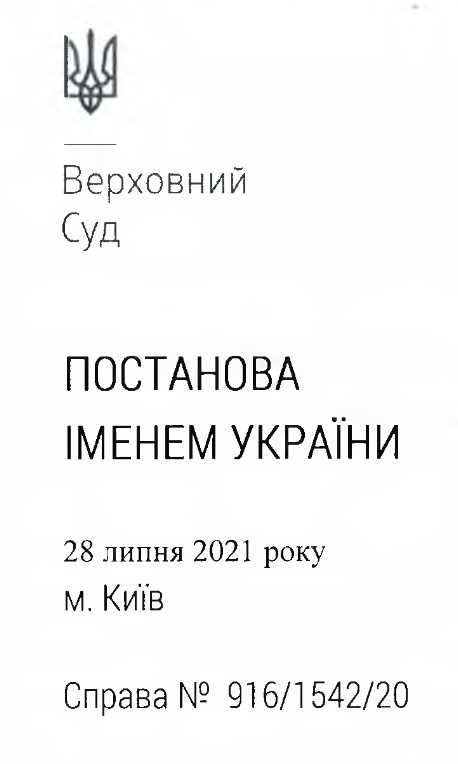 Верховний
Суд
ПОСТАНОВА
ІМЕНЕМ УКРАЇНИ
28 липня 2021 року
м. Київ
Справа № 916/1542/20